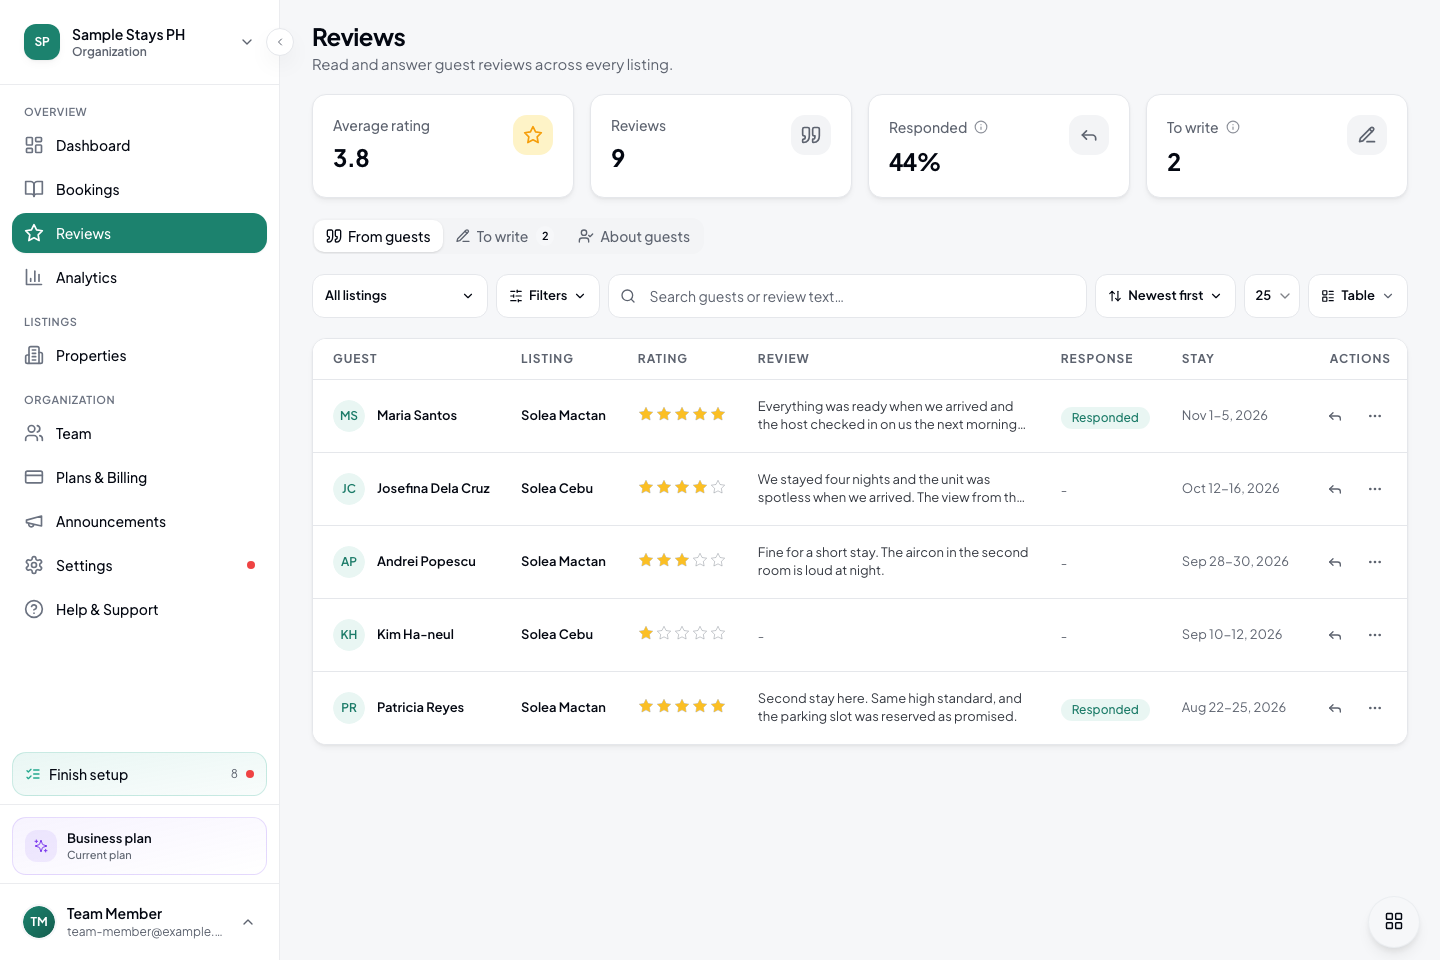 SP
Sample Stays PH
Organization
OVERVIEW
Dashboard
Bookings
Reviews
Analytics
LISTINGS
Properties
ORGANIZATION
Team
Plans & Billing
Announcements
Settings
Help & Support
Finish setup
8
Business plan
Current plan
TM
Team Member
team-member@example....
Reviews
Read and answer guest reviews across every listing.
Average rating
3.8
Reviews
9
Responded
44%
To write
2
From guests
To write 2
About guests
All listings
Filters
Search guests or review text...
Newest first
25
Table
GUEST LISTING RATING REVIEW RESPONSE STAY ACTIONS
MS Maria Santos Solea Mactan
Everything was ready when we arrived and
the host checked in on us the next morning...
Responded
Nov 1–5, 2026
JC Josefina Dela Cruz Solea Cebu
We stayed four nights and the unit was
spotless when we arrived. The view from th...
-
Oct 12–16, 2026
AP Andrei Popescu Solea Mactan
Fine for a short stay. The aircon in the second
room is loud at night.
-
Sep 28–30, 2026
KH Kim Ha-neul Solea Cebu
-
-
Sep 10–12, 2026
PR Patricia Reyes Solea Mactan
Second stay here. Same high standard, and
the parking slot was reserved as promised.
Responded
Aug 22–25, 2026